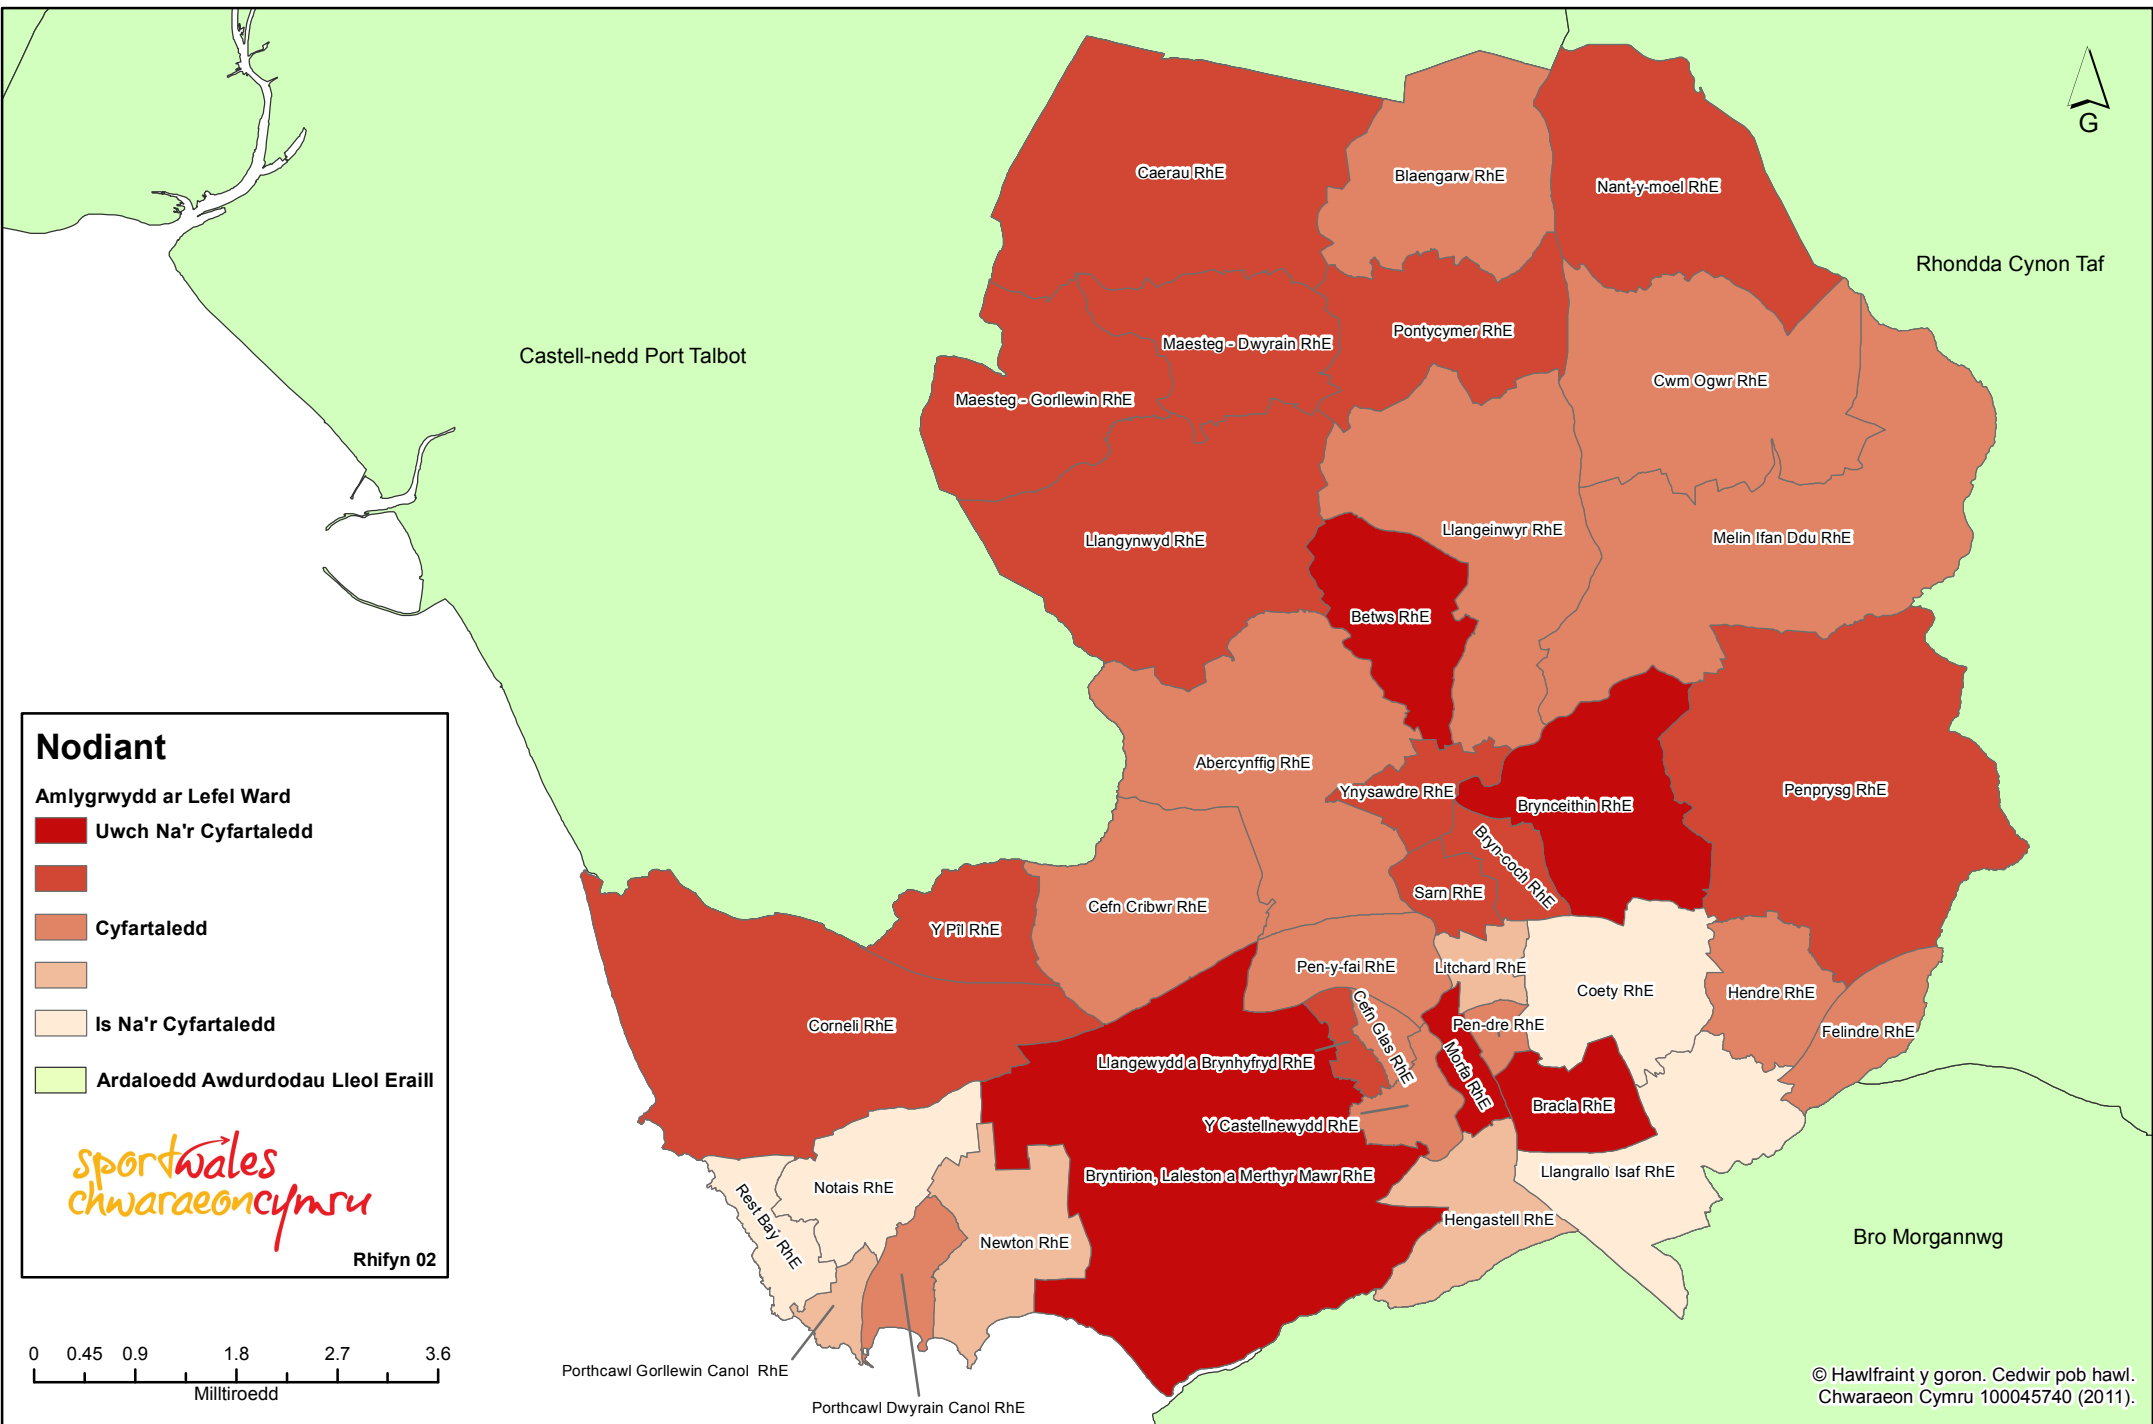 G
Caerau RhE
Blaengarw RhE
Nant-y-moel RhE
Rhondda Cynon Taf
Castell-nedd Port Talbot
Maesteg - Dwyrain RhE
Pontycymer RhE
Maesteg - Gorllewin RhE
Cwm Ogwr RhE
Llangynwyd RhE
Llangeinwyr RhE
Melin Ifan Ddu RhE
Betws RhE
Abercynffig RhE
Ynysawdre RhE
Brynceithin RhE
Penprysg RhE
Bryn-coch RhE
Sarn RhE
Cefn Cribwr RhE
Y Pîl RhE
Pen-y-fai RhE
Litchard RhE
Coety RhE
Hendre RhE
Corneli RhE
Cefn Glas RhE
Pen-dre RhE
Felindre RhE
Llangewydd a Brynhyfryd RhE
Morfa RhE
Bracla RhE
Y Castellnewydd RhE
Bryntirion, Laleston a Merthyr Mawr RhE
Llangrallo Isaf RhE
Notais RhE
Rest Bay RhE
Newton RhE
Hengastell RhE
Bro Morgannwg
Porthcawl Gorllewin Canol RhE
Porthcawl Dwyrain Canol RhE
Nodiant
Amlygrwydd ar Lefel Ward
Uwch Na'r Cyfartaledd
Cyfartaledd
Is Na'r Cyfartaledd
Ardaloedd Awdurdodau Lleol Eraill
sportwales
chwaraeoncymru
Rhifyn 02
0 0.45 0.9 1.8 2.7 3.6
Milltiroedd
© Hawlfraint y goron. Cedwir pob hawl.
Chwaraeon Cymru 100045740 (2011).